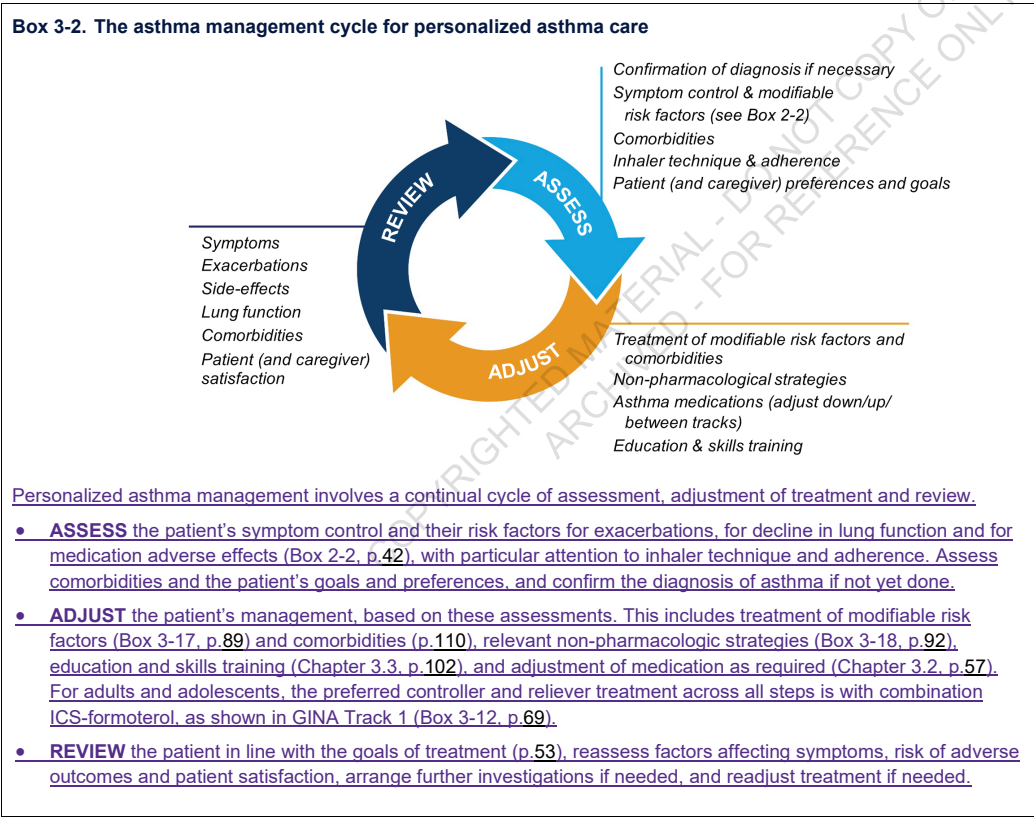 Box 3-2. The asthma management cycle for personalized asthma care
Confirmation of diagnosis if necessary
Symptom control & modifiable
risk factors (see Box 2-2)
Comorbidities
Inhaler technique & adherence
Patient (and caregiver) preferences and goals
REVIEW
ASSESS
ADJUST
Symptoms
Exacerbations
Side-effects
Lung function
Comorbidities
Patient (and caregiver)
satisfaction
Treatment of modifiable risk factors and
comorbidities
Non-pharmacological strategies
Asthma medications (adjust down/up/
between tracks)
Education & skills training
Personalized asthma management involves a continual cycle of assessment, adjustment of treatment and review.
• ASSESS the patient’s symptom control and their risk factors for exacerbations, for decline in lung function and for
medication adverse effects (Box 2-2, p.42), with particular attention to inhaler technique and adherence. Assess
comorbidities and the patient’s goals and preferences, and confirm the diagnosis of asthma if not yet done.
• ADJUST the patient’s management, based on these assessments. This includes treatment of modifiable risk
factors (Box 3-17, p.89) and comorbidities (p.110), relevant non-pharmacologic strategies (Box 3-18, p.92),
education and skills training (Chapter 3.3, p.102), and adjustment of medication as required (Chapter 3.2, p.57).
For adults and adolescents, the preferred controller and reliever treatment across all steps is with combination
ICS-formoterol, as shown in GINA Track 1 (Box 3-12, p.69).
• REVIEW the patient in line with the goals of treatment (p.53), reassess factors affecting symptoms, risk of adverse
outcomes and patient satisfaction, arrange further investigations if needed, and readjust treatment if needed.
COPYRIGHTED MATERIAL - DO NOT COPY
ARCHIVED - FOR REFERENCE ONLY